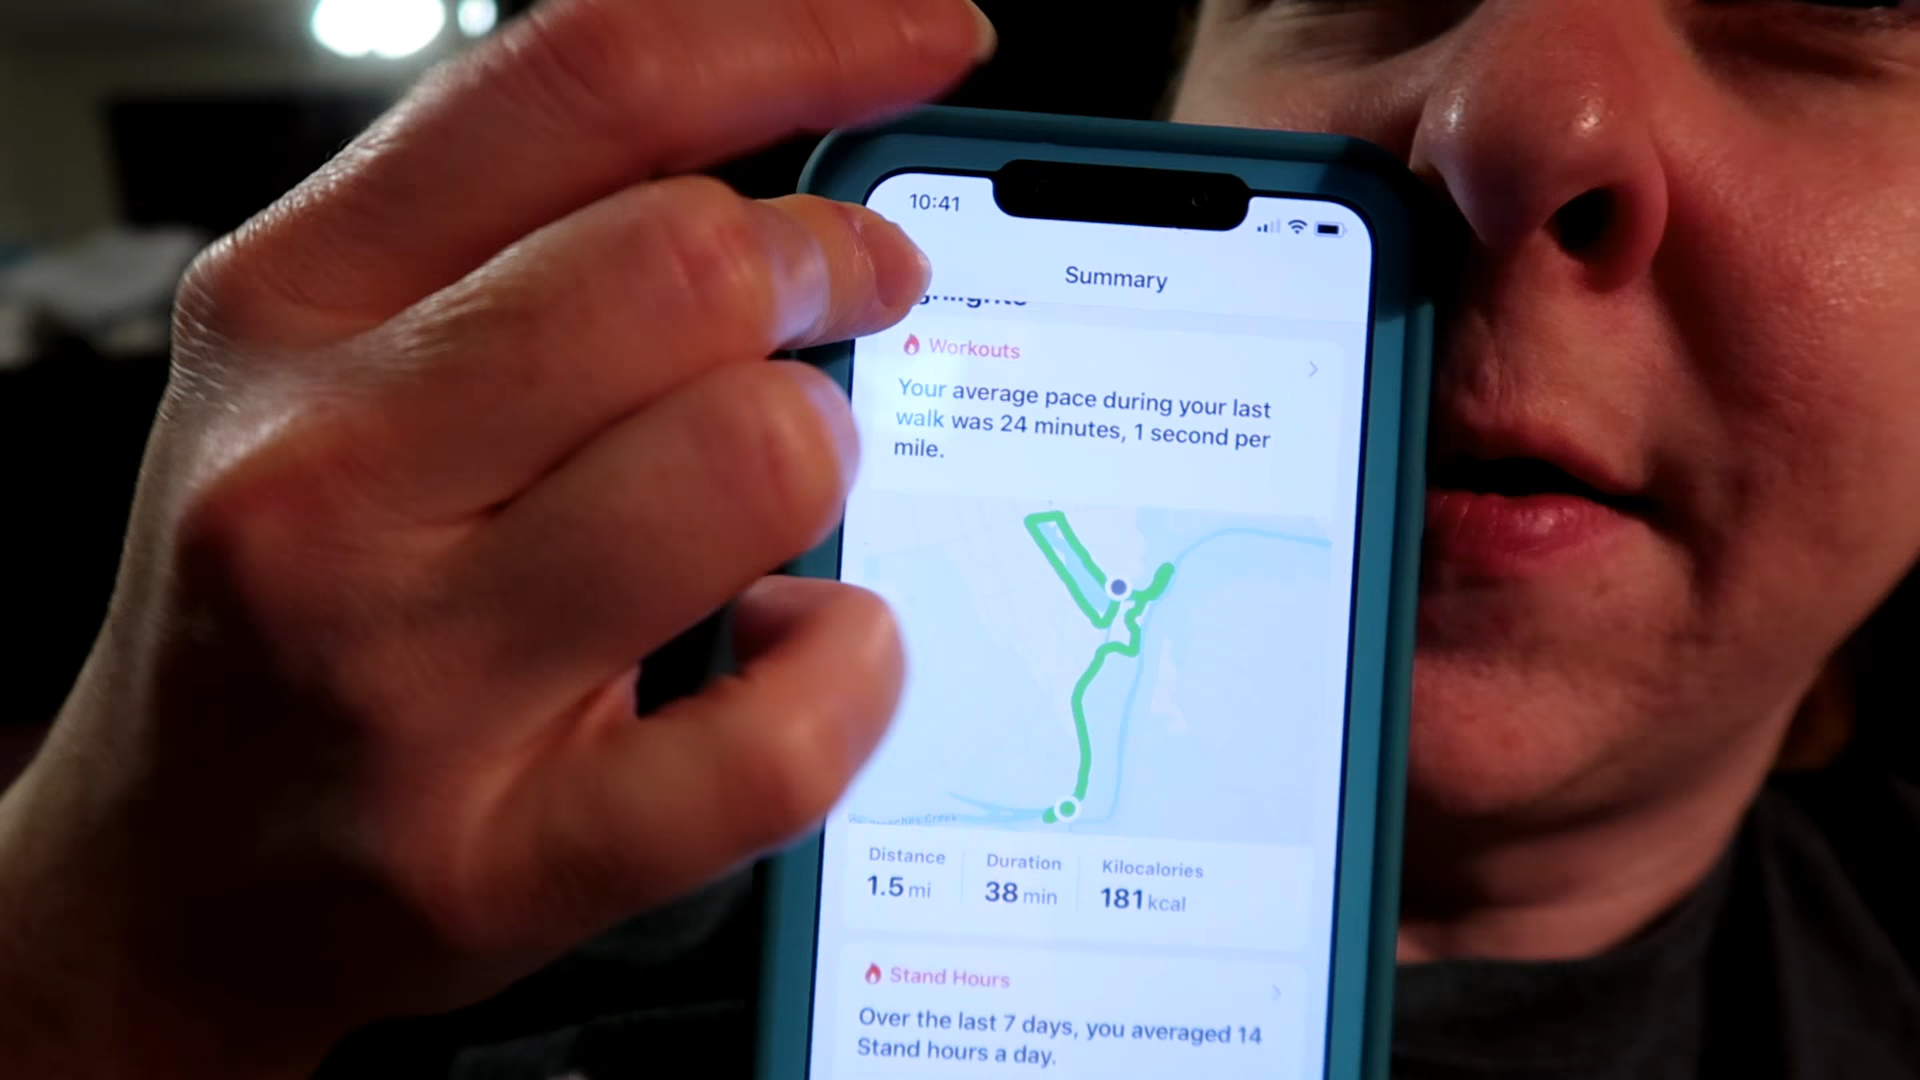 10:41
Summary
Workouts
Your average pace during your last
walk was 24 minutes, 1 second per
mile.
Creek
Distance
1.5 mi
Duration
38 min
Kilocalories
181 kcal
Stand Hours
Over the last 7 days, you averaged 14
Stand hours a day.